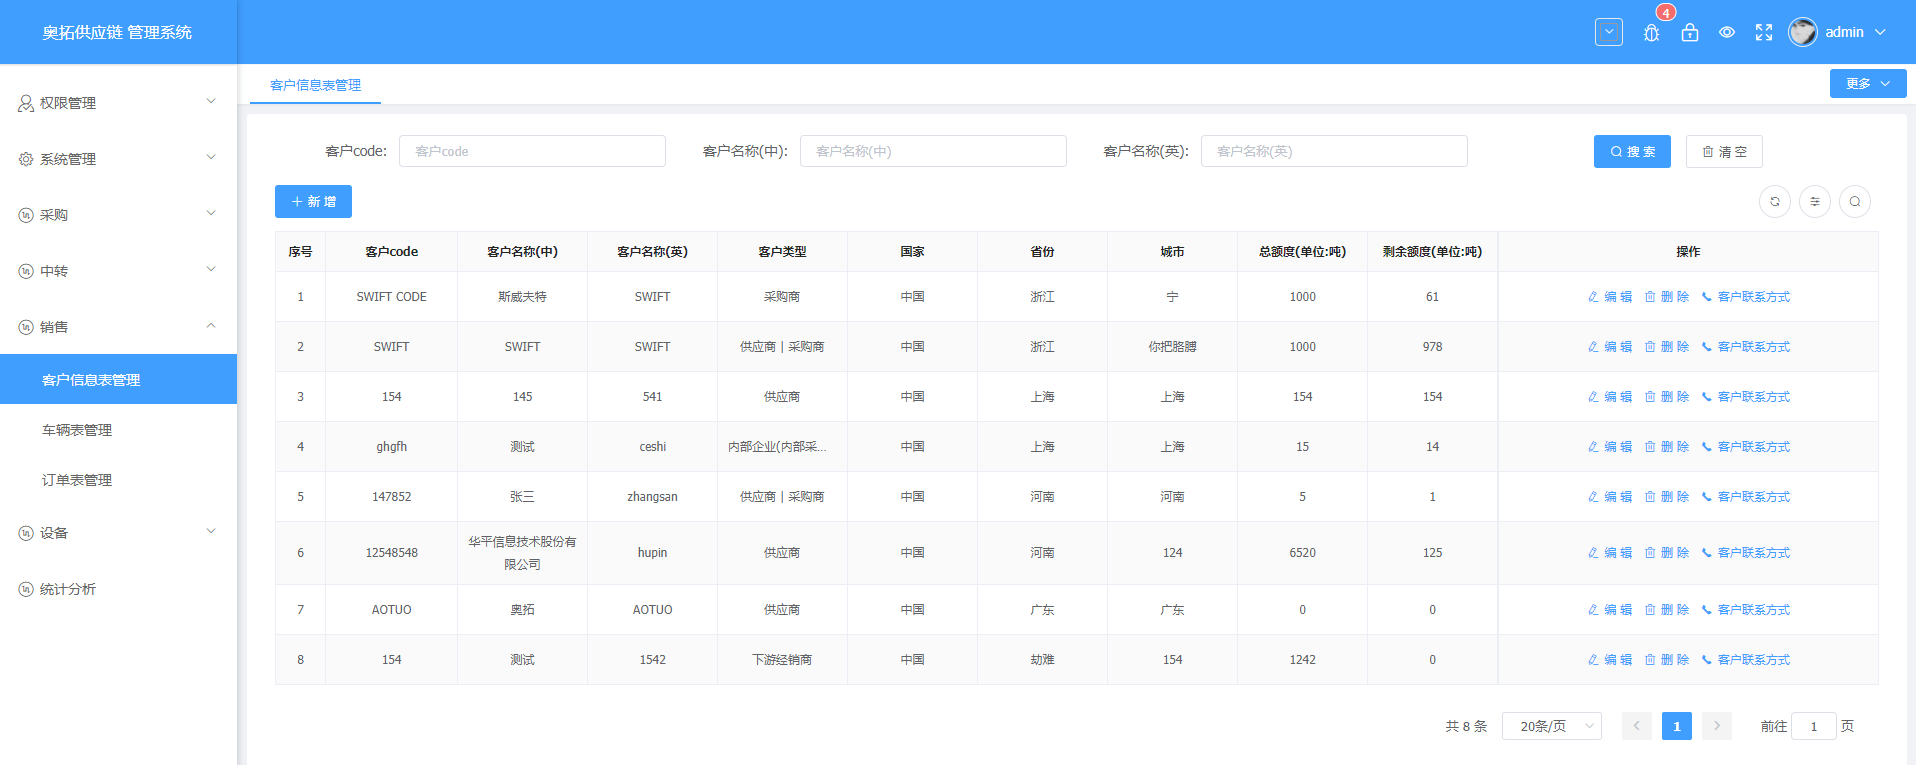 奥拓供应链 管理系统
4
admin
权限管理
系统管理
采购
中转
销售
客户信息表管理
车辆表管理
订单表管理
设备
统计分析
客户信息表管理
更多
客户code: 客户code 客户名称(中): 客户名称(中) 客户名称(英): 客户名称(英) 搜 索 清 空
新 增
序号 客户code 客户名称(中) 客户名称(英) 客户类型 国家 省份 城市 总额度(单位:吨) 剩余额度(单位:吨) 操作
1 SWIFT CODE 斯威夫特 SWIFT 采购商 中国 浙江 宁 1000 61 编 辑 删 除 客户联系方式
2 SWIFT SWIFT SWIFT 供应商 | 采购商 中国 浙江 你把胳膊 1000 978 编 辑 删 除 客户联系方式
3 154 145 541 供应商 中国 上海 上海 154 154 编 辑 删 除 客户联系方式
4 ghgfh 测试 ceshi 内部企业(内部采... 中国 上海 上海 15 14 编 辑 删 除 客户联系方式
5 147852 张三 zhangsan 供应商 | 采购商 中国 河南 河南 5 1 编 辑 删 除 客户联系方式
6 12548548 华平信息技术股份有限公司 hupin 供应商 中国 河南 124 6520 125 编 辑 删 除 客户联系方式
7 AOTUO 奥拓 AOTUO 供应商 中国 广东 广东 0 0 编 辑 删 除 客户联系方式
8 154 测试 1542 下游经销商 中国 劫难 154 1242 0 编 辑 删 除 客户联系方式
共 8 条 20条/页 1 前往 1 页